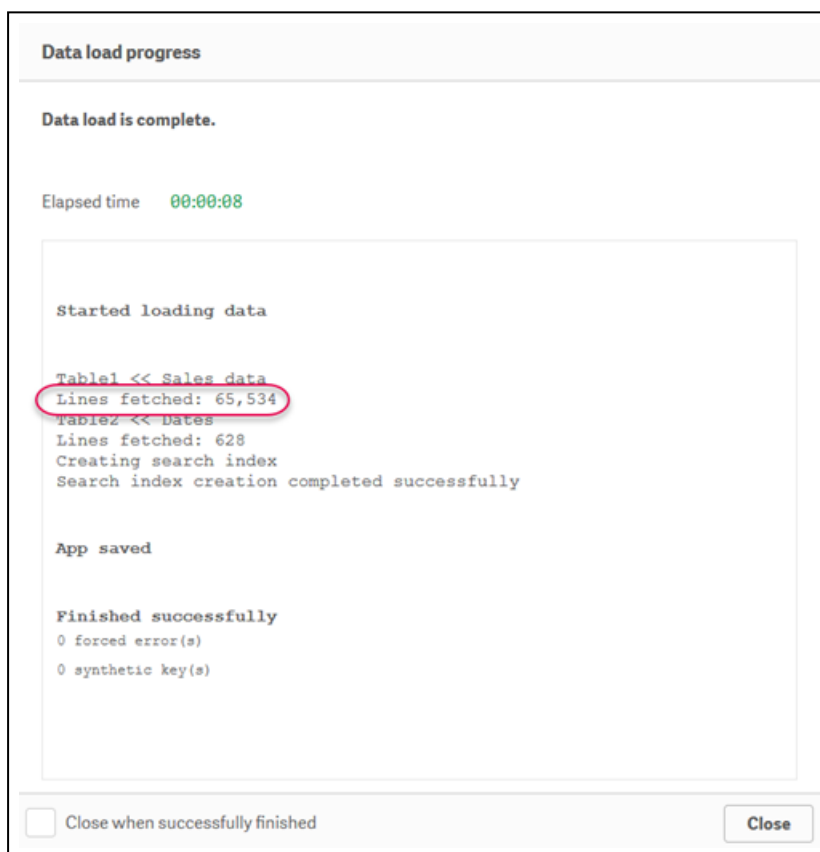 Data load progress
Data load is complete.
Elapsed time 00:00:08
Started loading data
Table1 << Sales data
Lines fetched: 65,534
Table2 << Dates
Lines fetched: 628
Creating search index
Search index creation completed successfully
App saved
Finished successfully
0 forced error(s)
0 synthetic key(s)
Close when successfully finished
Close